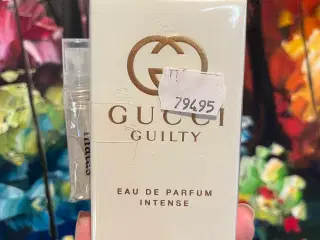 79495
GUCCI
GUILTY
EAU DE PARFUM
INTENSE